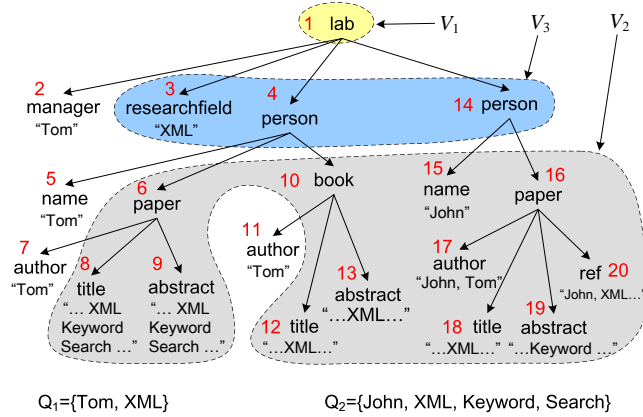 1 lab
V1
V3
V2
2
manager
"Tom"
3
researchfield
"XML"
4
person
14 person
5
name
"Tom"
6
paper
10 book
15
name
"John"
16
paper
7
author
"Tom"
8
title
"… XML
Keyword
Search …"
9
abstract
"… XML
Keyword
Search …"
11
author
"Tom"
12 title
"…XML…"
13
abstract
"…XML…"
17
author
"John, Tom"
18 title
"…XML…"
19
abstract
"…Keyword …"
ref 20
"John, XML…"
Q1={Tom, XML}
Q2={John, XML, Keyword, Search}